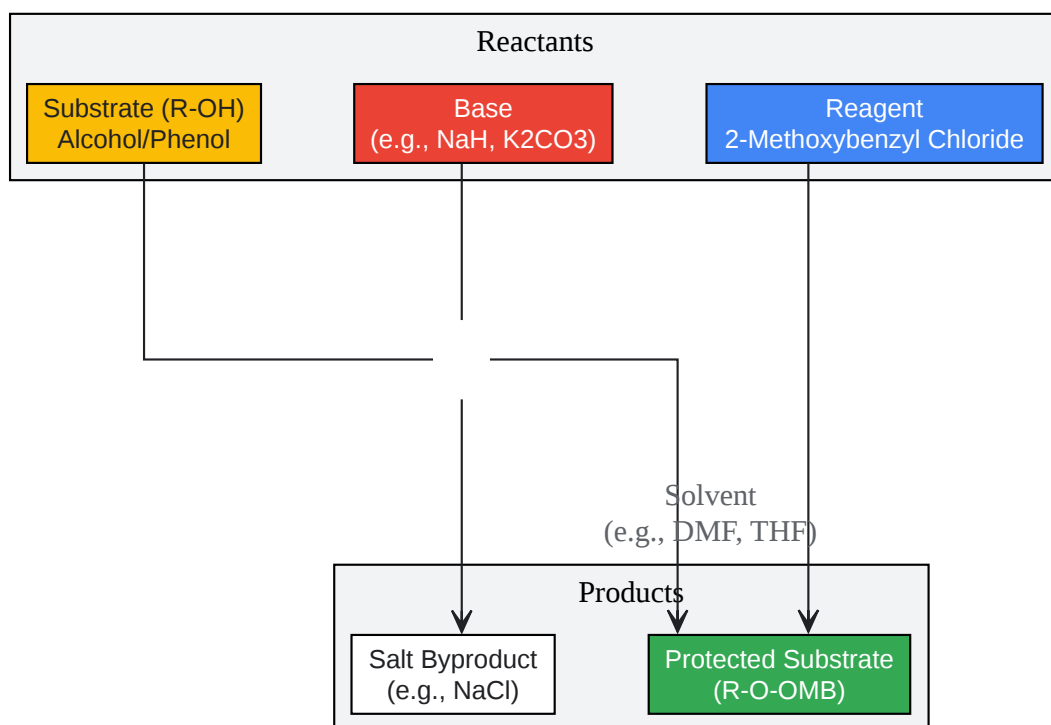 Reactants
Substrate (R-OH)
Alcohol/Phenol
Base
(e.g., NaH, K2CO3)
Reagent
2-Methoxybenzyl Chloride
Solvent
(e.g., DMF, THF)
Products
Salt Byproduct
(e.g., NaCl)
Protected Substrate
(R-O-OMB)